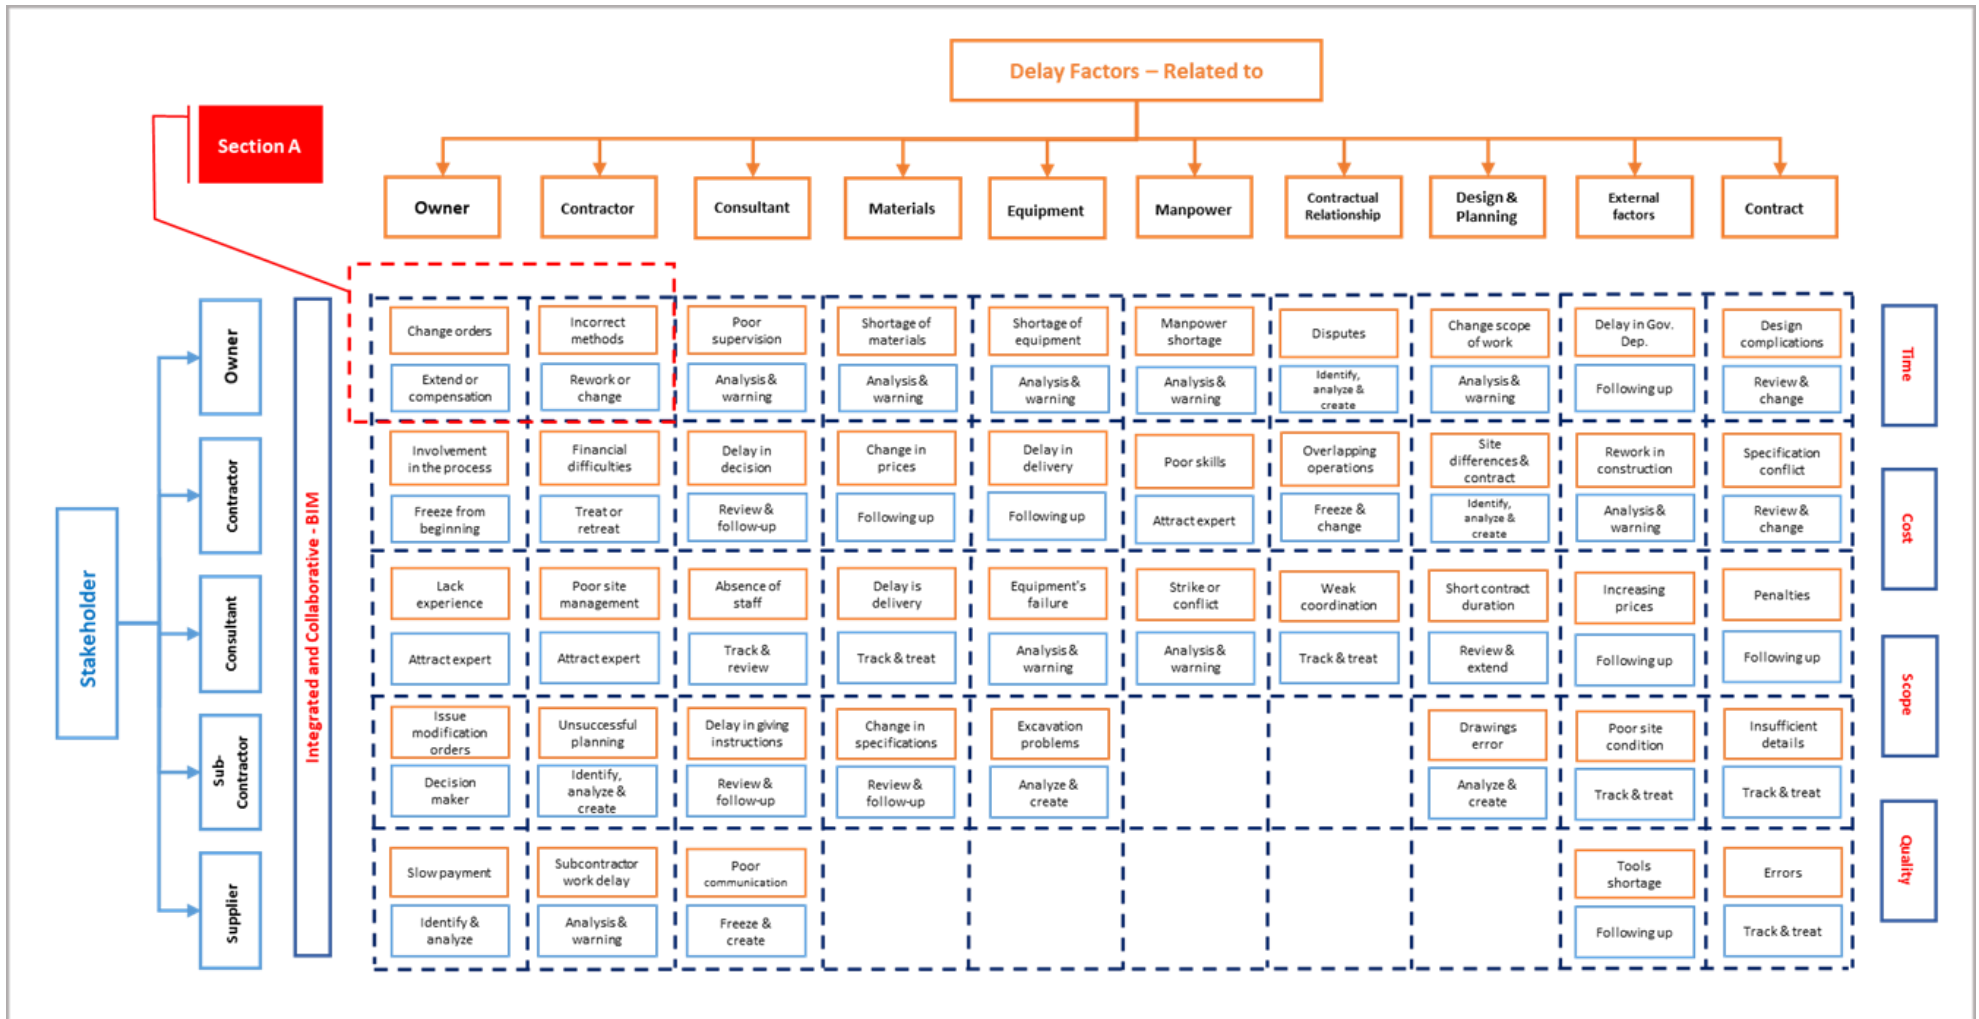 Delay Factors – Related to
Section A
Owner
Contractor
Consultant
Materials
Equipment
Manpower
Contractual
Relationship
Design &
Planning
External
factors
Contract
Stakeholder
Owner
Contractor
Consultant
Sub-
Contractor
Supplier
Integrated and Collaborative - BIM
Change orders
Incorrect
methods
Poor
supervision
Shortage of
materials
Shortage of
equipment
Manpower
shortage
Disputes
Change scope
of work
Delay in Gov.
Dep.
Design
complications
Extend or
compensation
Rework or
change
Analysis &
warning
Analysis &
warning
Analysis &
warning
Analysis &
warning
Identify,
analyze &
create
Analysis &
warning
Following up
Review &
change
Involvement
in the process
Financial
difficulties
Delay in
decision
Change in
prices
Delay in
delivery
Poor skills
Overlapping
operations
Site
differences &
contract
Rework in
construction
Specification
conflict
Freeze from
beginning
Treat or
retreat
Review &
follow-up
Following up
Following up
Attract expert
Freeze &
change
Identify,
analyze &
create
Analysis &
warning
Review &
change
Lack
experience
Poor site
management
Absence of
staff
Delay is
delivery
Equipment's
failure
Strike or
conflict
Weak
coordination
Short contract
duration
Increasing
prices
Penalties
Attract expert
Attract expert
Track &
review
Track & treat
Analysis &
warning
Analysis &
warning
Track & treat
Review &
extend
Following up
Following up
Issue
modification
orders
Unsuccessful
planning
Delay in giving
instructions
Change in
specifications
Excavation
problems
Drawings
error
Poor site
condition
Insufficient
details
Decision
maker
Identify,
analyze &
create
Review &
follow-up
Review &
follow-up
Analyze &
create
Analyze &
create
Track & treat
Track & treat
Slow payment
Subcontractor
work delay
Poor
communication
Tools
shortage
Errors
Identify &
analyze
Analysis &
warning
Freeze &
create
Following up
Track & treat
Time
Cost
Scope
Quality